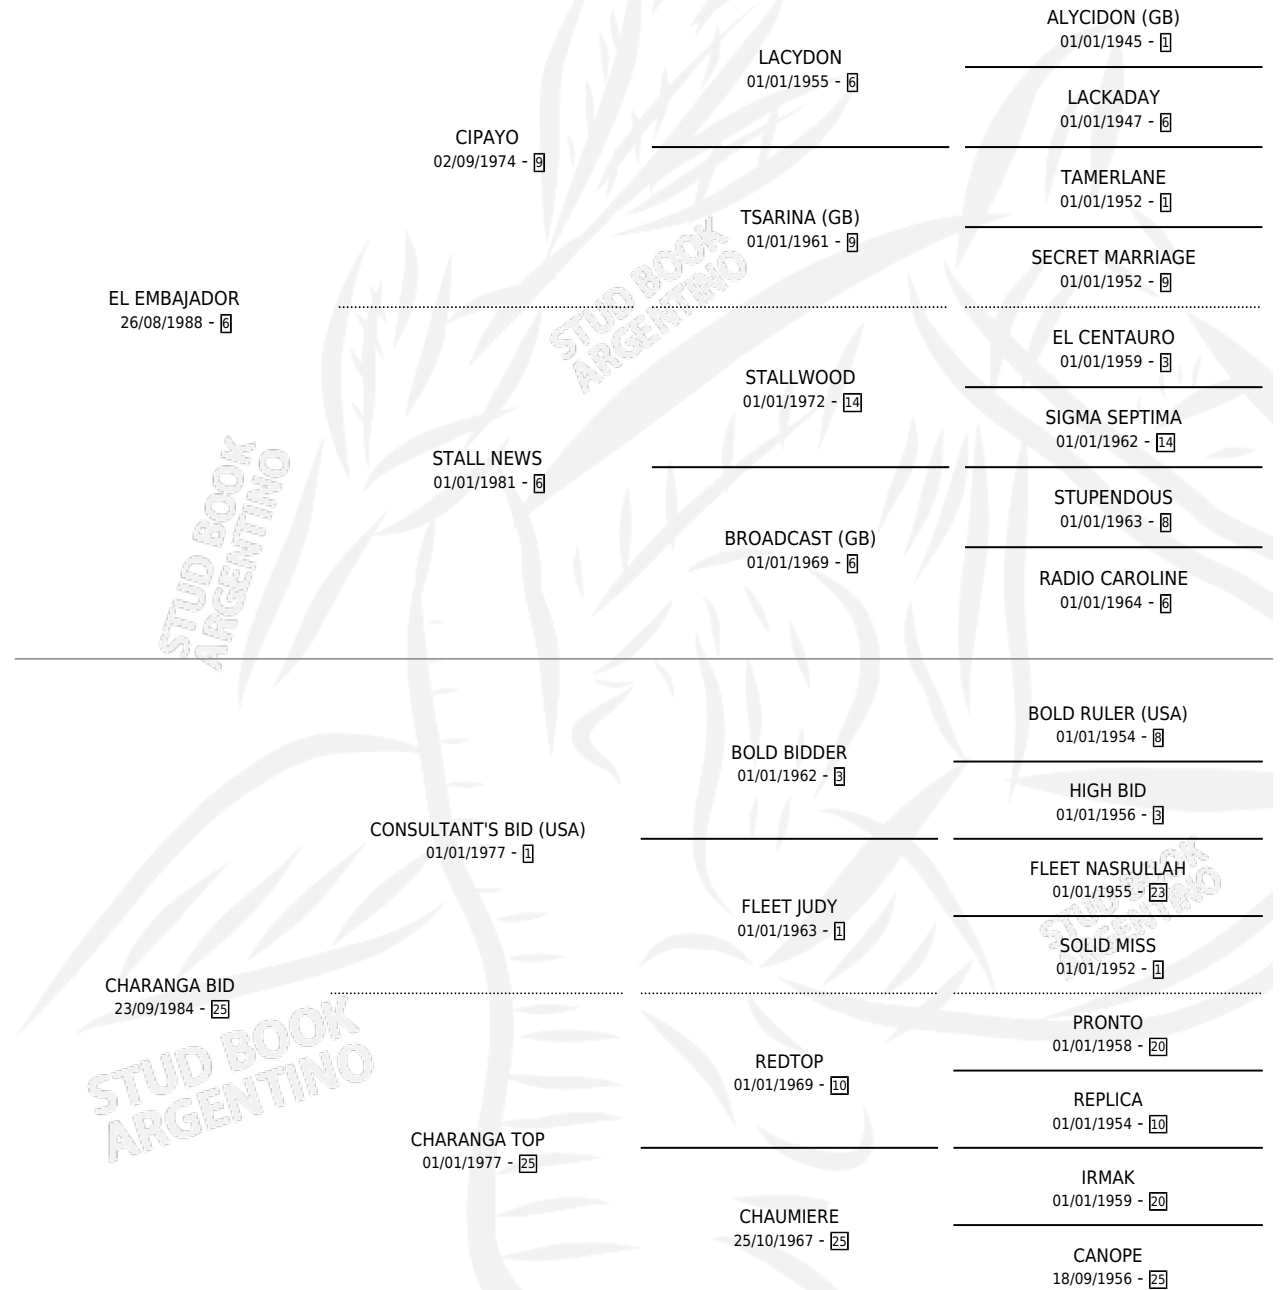 ALYCIDON (GB)
01/01/1945 - 1
LACYDON
01/01/1955 - 6
LACKADAY
01/01/1947 - 6
CIPAYO
02/09/1974 - 9
TAMERLANE
01/01/1952 - 1
TSARINA (GB)
01/01/1961 - 9
SECRET MARRIAGE
01/01/1952 - 9
EL EMBAJADOR
26/08/1988 - 6
EL CENTAURO
01/01/1959 - 3
STALLWOOD
01/01/1972 - 14
SIGMA SEPTIMA
01/01/1962 - 14
STALL NEWS
01/01/1981 - 6
STUPENDOUS
01/01/1963 - 8
BROADCAST (GB)
01/01/1969 - 6
RADIO CAROLINE
01/01/1964 - 6
STUD BOOK
ARGENTINO
STUD BOOK
ARGENTINO
BOLD RULER (USA)
01/01/1954 - 8
BOLD BIDDER
01/01/1962 - 3
HIGH BID
01/01/1956 - 3
CONSULTANT'S BID (USA)
01/01/1977 - 1
FLEET NASRULLAH
01/01/1955 - 23
FLEET JUDY
01/01/1963 - 1
SOLID MISS
01/01/1952 - 1
STUD BOOK
ARGENTINO
CHARANGA BID
23/09/1984 - 25
PRONTO
01/01/1958 - 20
REDTOP
01/01/1969 - 10
REPLICA
01/01/1954 - 10
CHARANGA TOP
01/01/1977 - 25
IRMAK
01/01/1959 - 20
CHAUMIERE
25/10/1967 - 25
CANOPE
18/09/1956 - 25
STUD BOOK
ARGENTINO